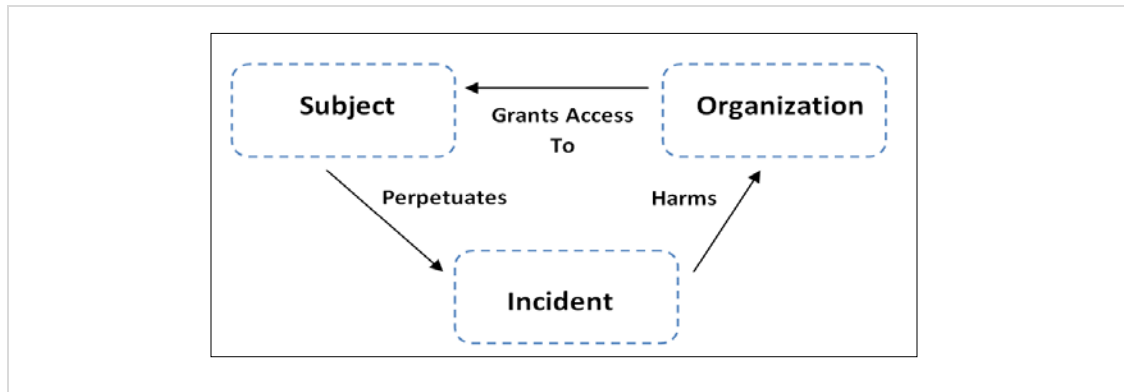 Subject
Organization
Grants Access
To
Perpetuates
Harms
Incident